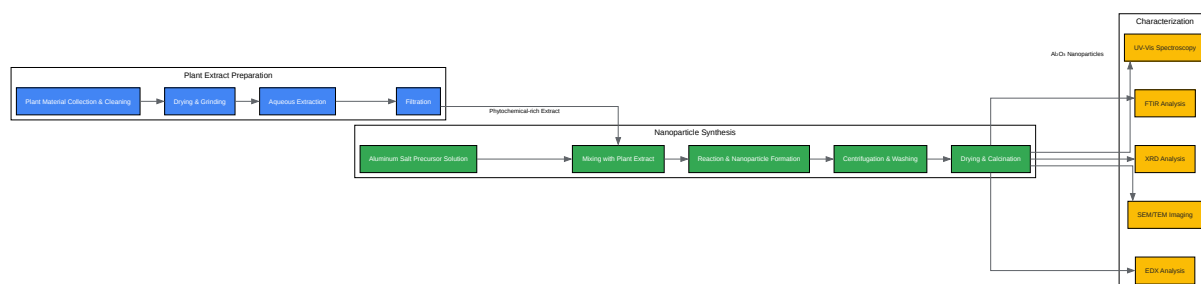 Plant Extract Preparation
Plant Material Collection & Cleaning
Drying & Grinding
Aqueous Extraction
Filtration
Phytochemical-rich Extract
Nanoparticle Synthesis
Aluminum Salt Precursor Solution
Mixing with Plant Extract
Reaction & Nanoparticle Formation
Centrifugation & Washing
Drying & Calcination
Al₂O₃ Nanoparticles
Characterization
UV-Vis Spectroscopy
FTIR Analysis
XRD Analysis
SEM/TEM Imaging
EDX Analysis